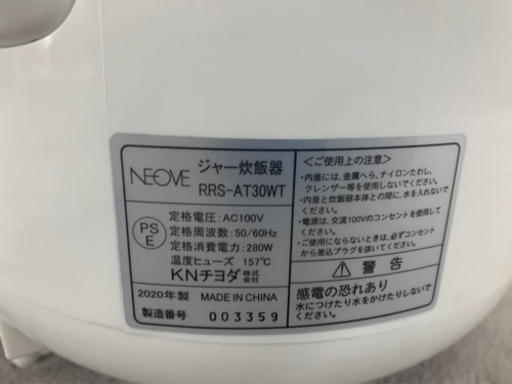 NEOVE
ジャー炊飯器
RRS-AT30WT
PS
E
定格電圧:AC100V
定格周波数:50/60Hz
定格消費電力:280W
温度ヒューズ 157℃
KNチヨダ株式会社
2020年製 MADE IN CHINA
製造番号 003359
<ご使用上の注意>
・内蓋には、金属へら、ナイロンたわし、
クレンザー等を使用しないでください。
・内蓋と炊飯器本体との間に、水を入れないで
ください。
・電源は、交流100Vのコンセントを使用して
ください。
・ご使用にならないときは、必ずコンセント
から差込プラグを抜いてください。
警告
感電の恐れあり
水につけたり水をかけたりしないで
ください。